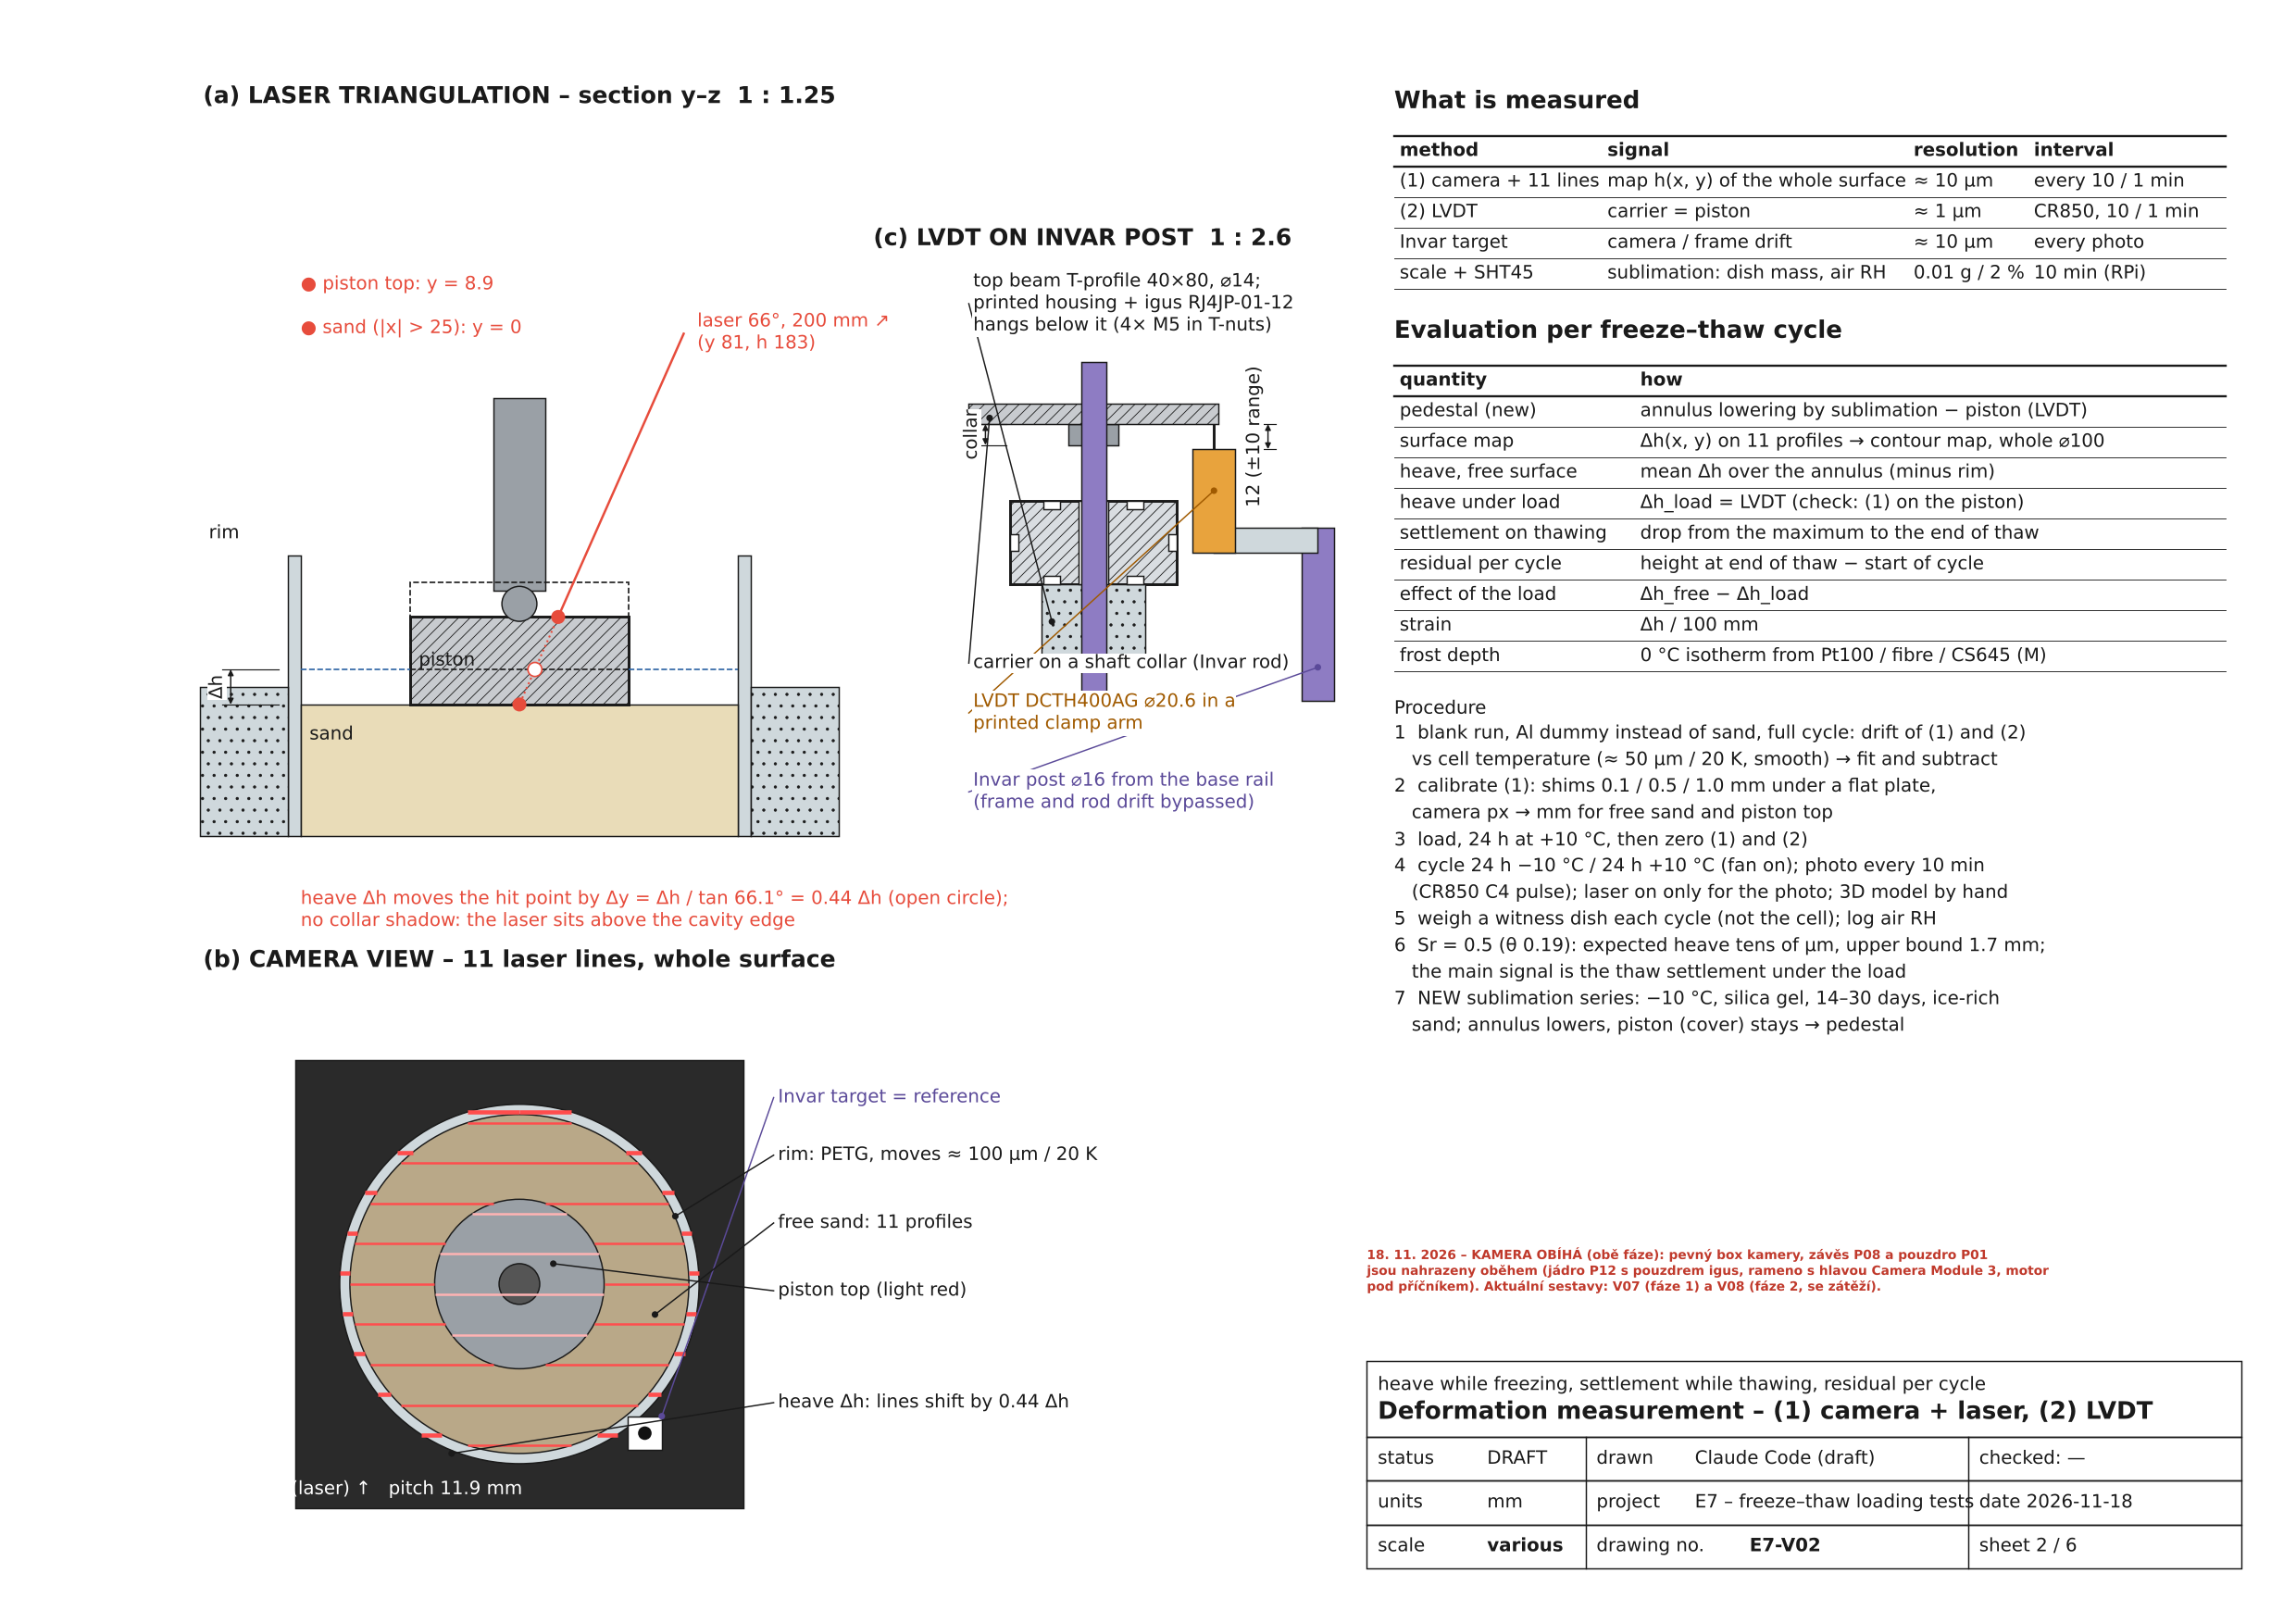 (a) LASER TRIANGULATION – section y–z  1 : 1.25
● piston top: y = 8.9
● sand (|x| > 25): y = 0
laser 66°, 200 mm ↗
(y 81, h 183)
rim
piston
Δh
sand
heave Δh moves the hit point by Δy = Δh / tan 66.1° = 0.44 Δh (open circle);
no collar shadow: the laser sits above the cavity edge
(c) LVDT ON INVAR POST  1 : 2.6
top beam T-profile 40×80, ⌀14;
printed housing + igus RJ4JP-01-12
hangs below it (4× M5 in T-nuts)
collar
12 (±10 range)
carrier on a shaft collar (Invar rod)
LVDT DCTH400AG ⌀20.6 in a
printed clamp arm
Invar post ⌀16 from the base rail
(frame and rod drift bypassed)
(b) CAMERA VIEW – 11 laser lines, whole surface
Invar target = reference
rim: PETG, moves ≈ 100 µm / 20 K
free sand: 11 profiles
piston top (light red)
heave Δh: lines shift by 0.44 Δh
(laser) ↑   pitch 11.9 mm
What is measured
method signal resolution interval
(1) camera + 11 lines map h(x, y) of the whole surface ≈ 10 µm every 10 / 1 min
(2) LVDT carrier = piston ≈ 1 µm CR850, 10 / 1 min
Invar target camera / frame drift ≈ 10 µm every photo
scale + SHT45 sublimation: dish mass, air RH 0.01 g / 2 % 10 min (RPi)
Evaluation per freeze–thaw cycle
quantity how
pedestal (new) annulus lowering by sublimation − piston (LVDT)
surface map Δh(x, y) on 11 profiles → contour map, whole ⌀100
heave, free surface mean Δh over the annulus (minus rim)
heave under load Δh_load = LVDT (check: (1) on the piston)
settlement on thawing drop from the maximum to the end of thaw
residual per cycle height at end of thaw − start of cycle
effect of the load Δh_free − Δh_load
strain Δh / 100 mm
frost depth 0 °C isotherm from Pt100 / fibre / CS645 (M)
Procedure
1  blank run, Al dummy instead of sand, full cycle: drift of (1) and (2)
vs cell temperature (≈ 50 µm / 20 K, smooth) → fit and subtract
2  calibrate (1): shims 0.1 / 0.5 / 1.0 mm under a flat plate,
camera px → mm for free sand and piston top
3  load, 24 h at +10 °C, then zero (1) and (2)
4  cycle 24 h −10 °C / 24 h +10 °C (fan on); photo every 10 min
(CR850 C4 pulse); laser on only for the photo; 3D model by hand
5  weigh a witness dish each cycle (not the cell); log air RH
6  Sr = 0.5 (θ 0.19): expected heave tens of µm, upper bound 1.7 mm;
the main signal is the thaw settlement under the load
7  NEW sublimation series: −10 °C, silica gel, 14–30 days, ice-rich
sand; annulus lowers, piston (cover) stays → pedestal
18. 11. 2026 – KAMERA OBÍHÁ (obě fáze): pevný box kamery, závěs P08 a pouzdro P01
jsou nahrazeny oběhem (jádro P12 s pouzdrem igus, rameno s hlavou Camera Module 3, motor
pod příčníkem). Aktuální sestavy: V07 (fáze 1) a V08 (fáze 2, se zátěží).
heave while freezing, settlement while thawing, residual per cycle
Deformation measurement – (1) camera + laser, (2) LVDT
status DRAFT drawn Claude Code (draft) checked: —
units mm project E7 – freeze–thaw loading tests date 2026-11-18
scale various drawing no. E7-V02 sheet 2 / 6